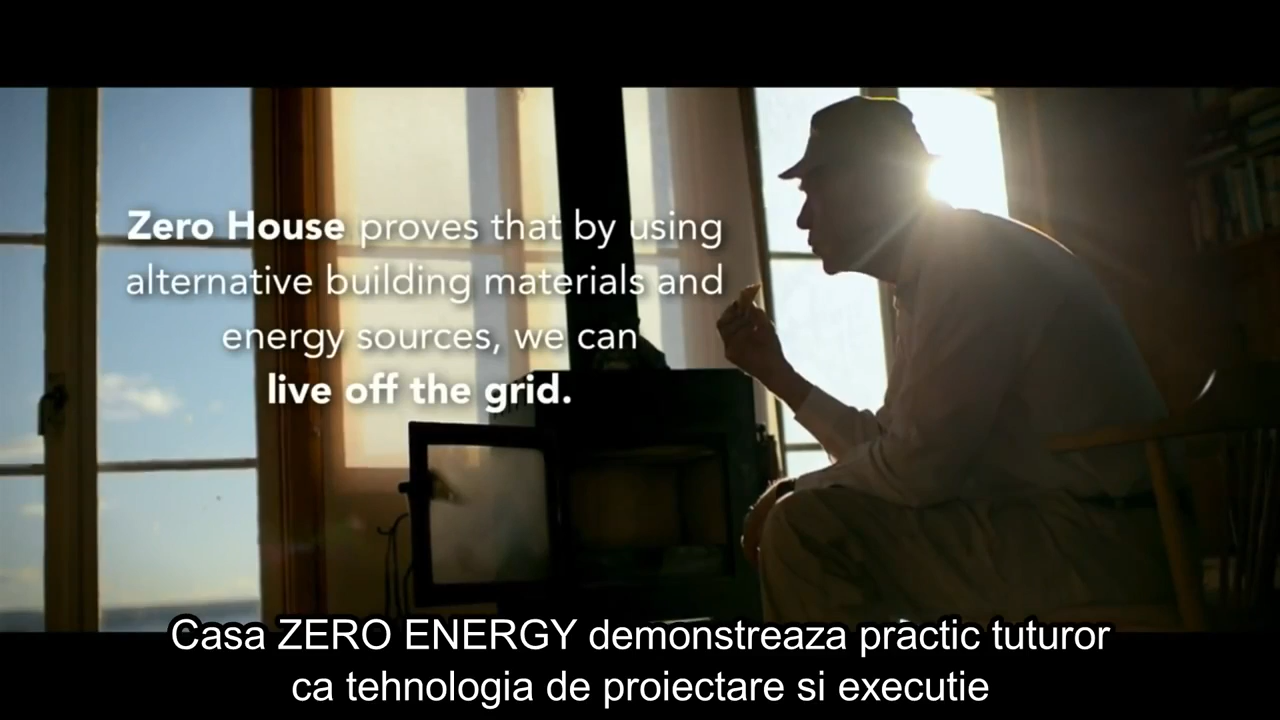 Zero House proves that by using
alternative building materials and
energy sources, we can
live off the grid.
Casa ZERO ENERGY demonstreaza practic tuturor
ca tehnologia de proiectare si executie